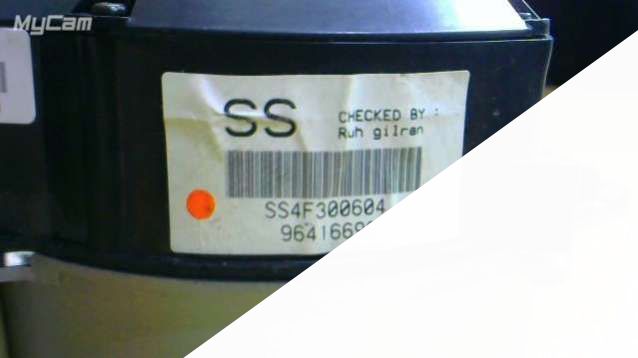 MyCam
SS
CHECKED BY :
Ruh gilran
SS4F300604